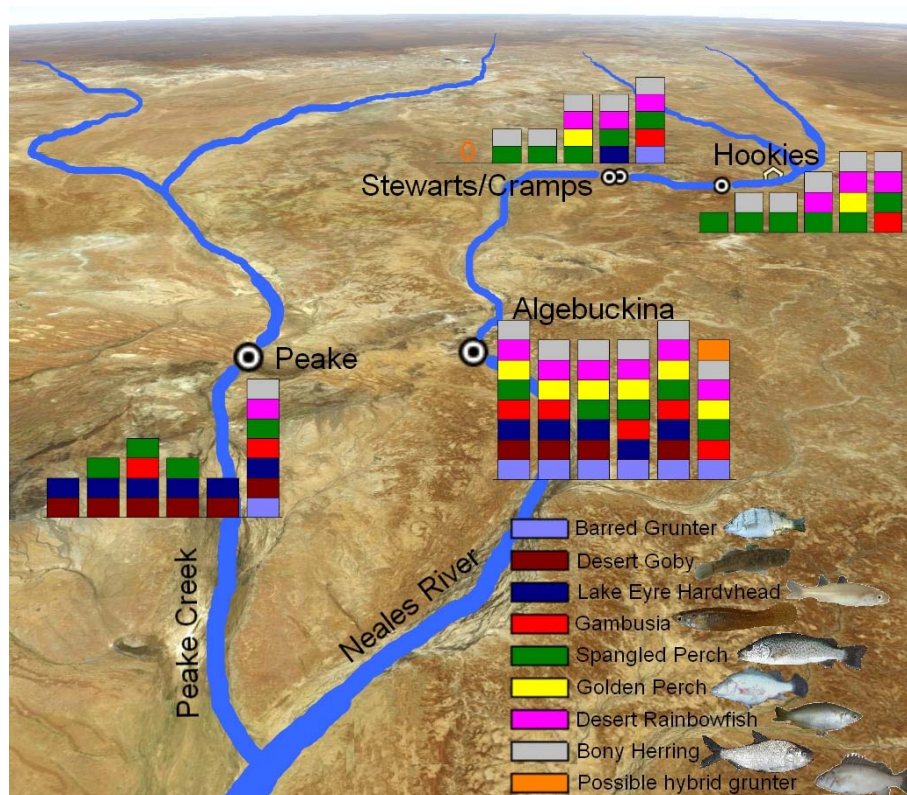 Hookies
Stewarts/Cramps
0
Algebuckina
Peake
Peake Creek
Neales River
Barred Grunter
Desert Goby
Lake Eyre Hardyhead
Gambusia
Spangled Perch
Golden Perch
Desert Rainbowfish
Bony Herring
Possible hybrid grunter